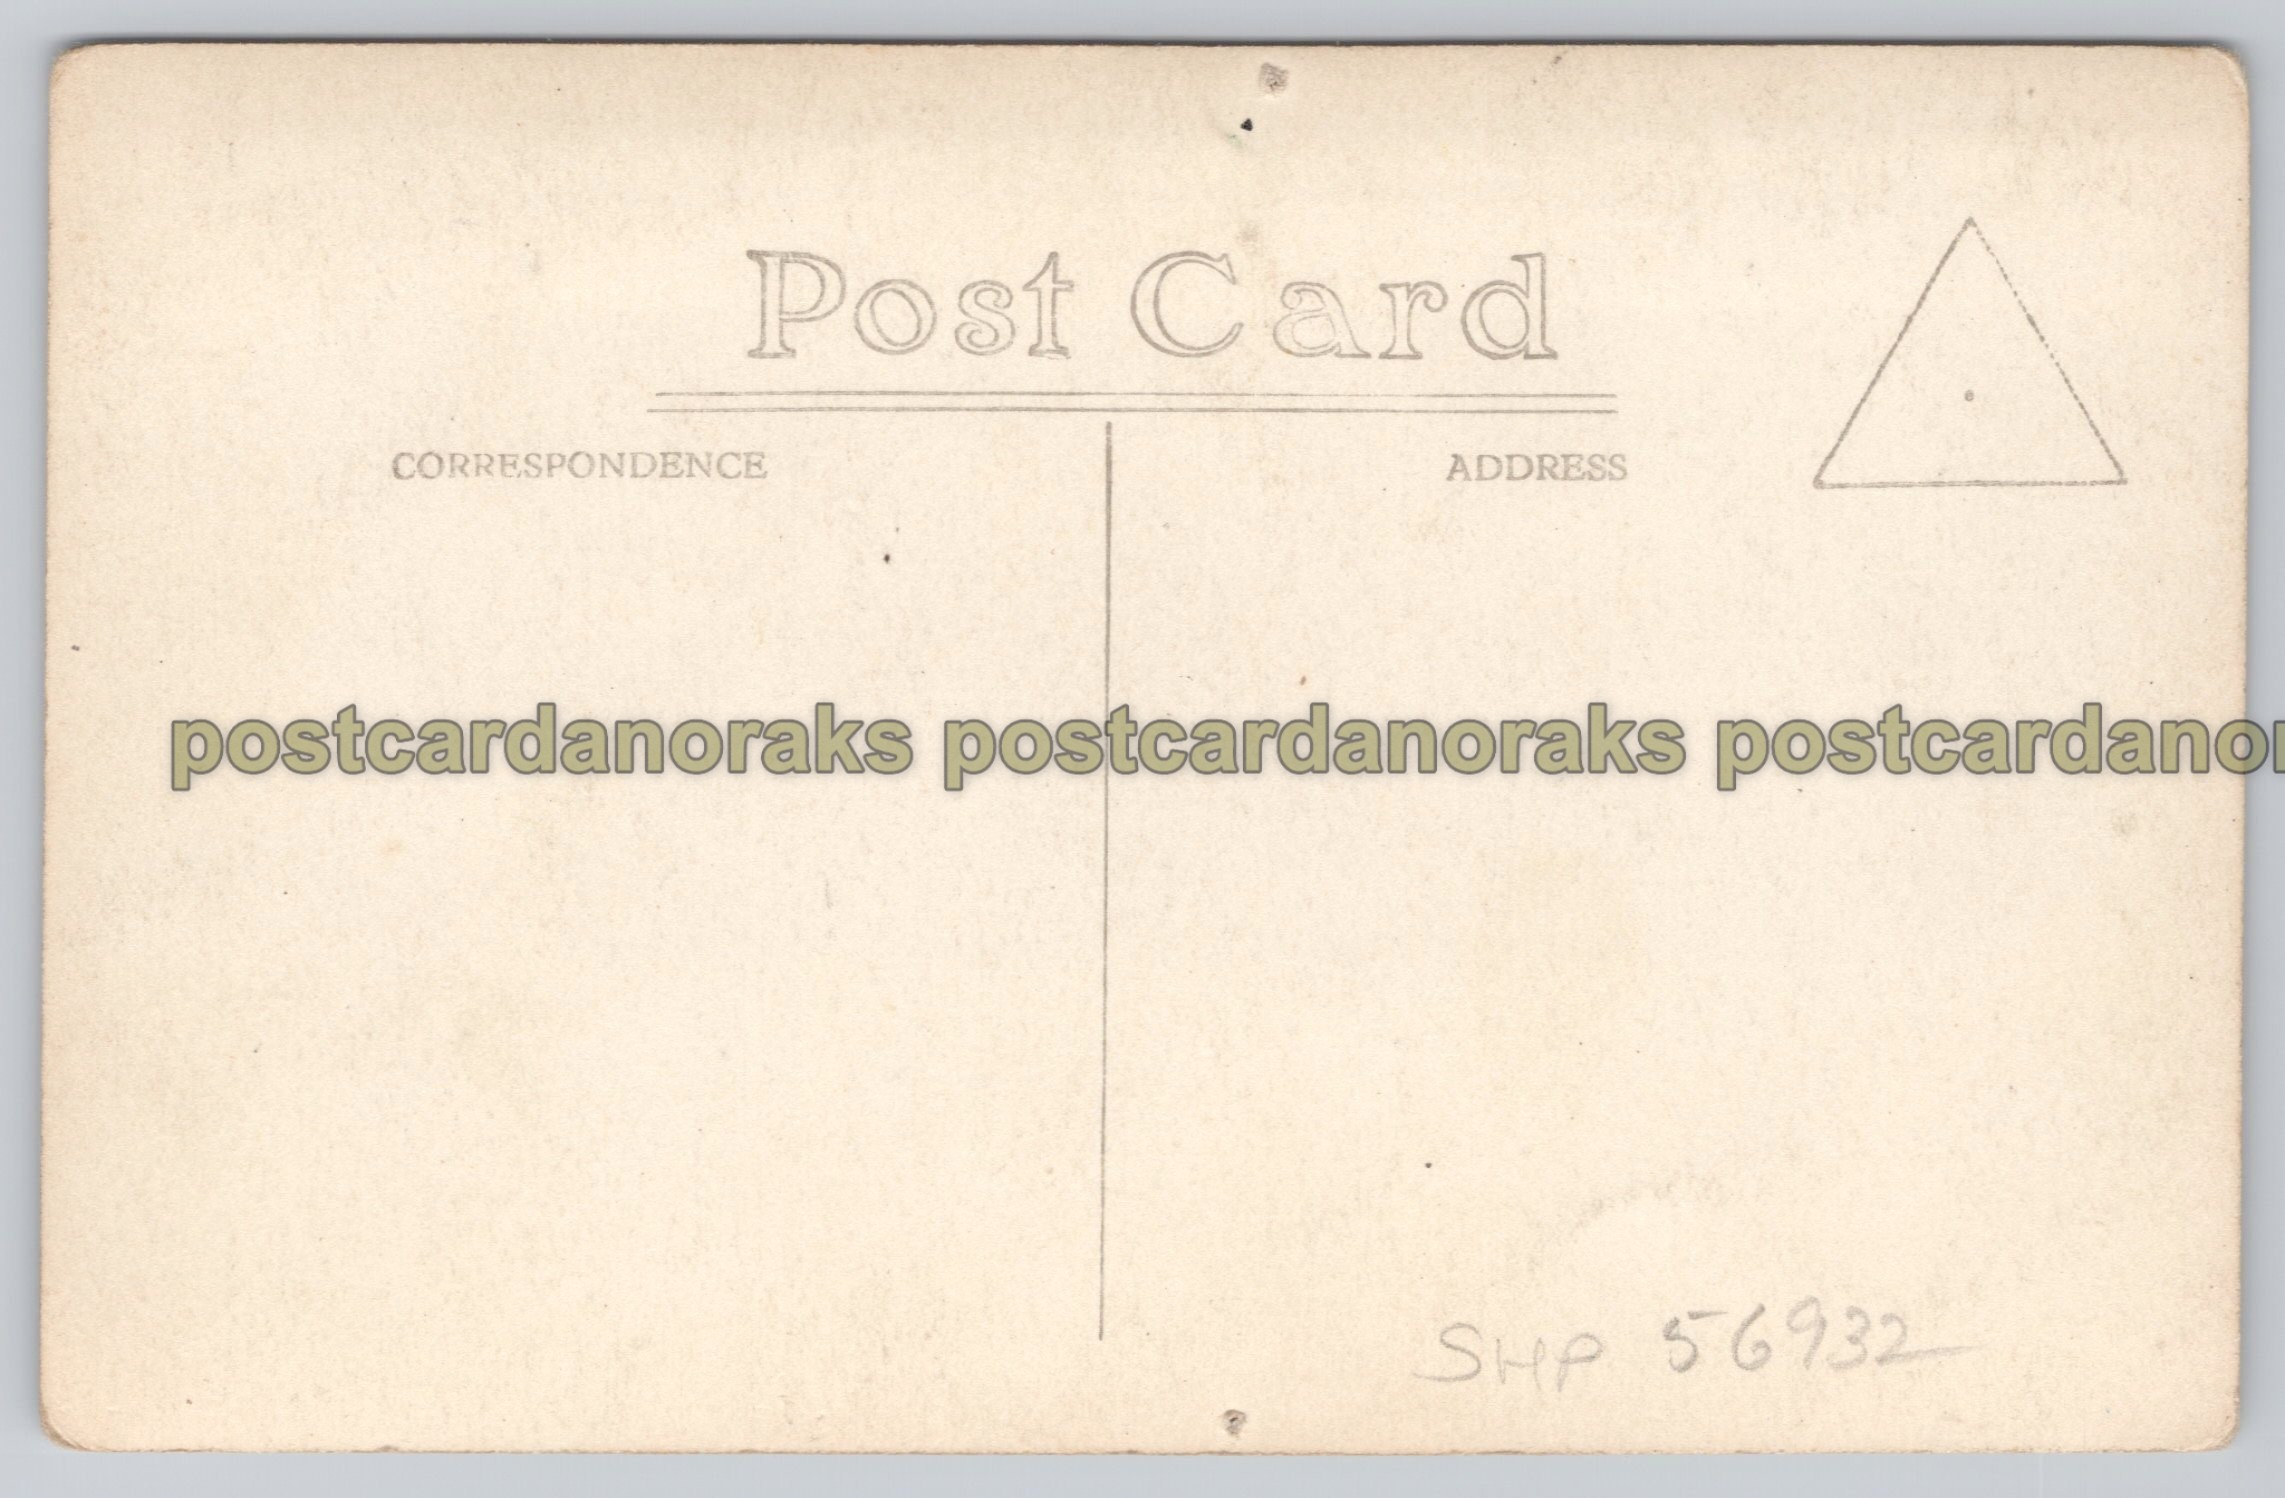 Post Card
CORRESPONDENCE
ADDRESS
postcardanoraks postcardanoraks postcardanor
SHP 56932